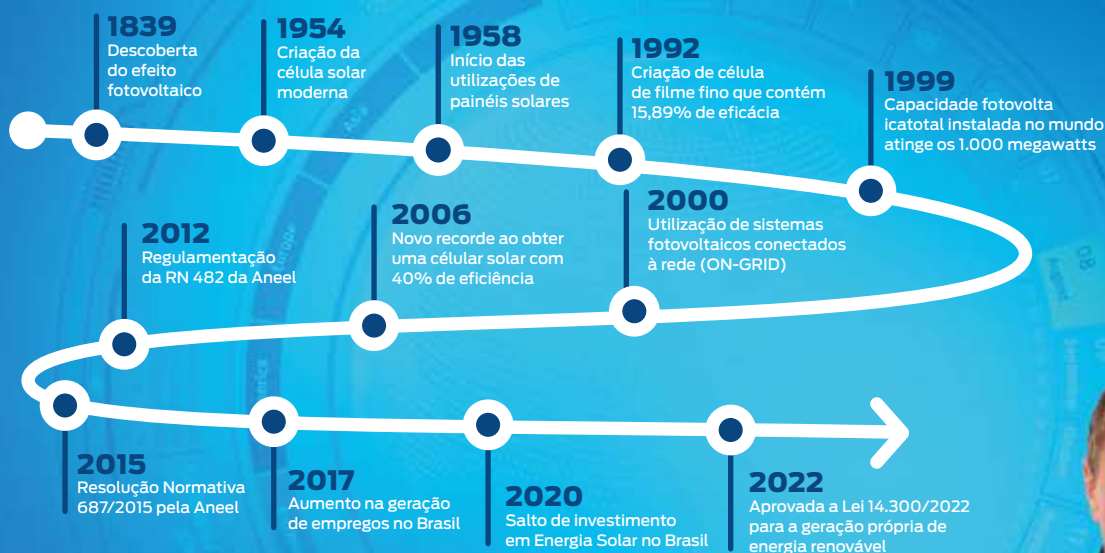 1839
Descoberta
do efeito
fotovoltaico
1954
Criação da
célula solar
moderna
1958
Início das
utilizações de
painéis solares
1992
Criação de célula
de filme fino que contém
15,89% de eficácia
1999
Capacidade fotovolta
icatotal instalada no mundo
atinge os 1.000 megawatts
2000
Utilização de sistemas
fotovoltaicos conectados
à rede (ON-GRID)
2006
Novo recorde ao obter
uma célular solar com
40% de eficiência
2012
Regulamentação
da RN 482 da Aneel
2015
Resolução Normativa
687/2015 pela Aneel
2017
Aumento na geração
de empregos no Brasil
2020
Salto de investimento
em Energia Solar no Brasil
2022
Aprovada a Lei 14.300/2022
para a geração própria de
energia renovável